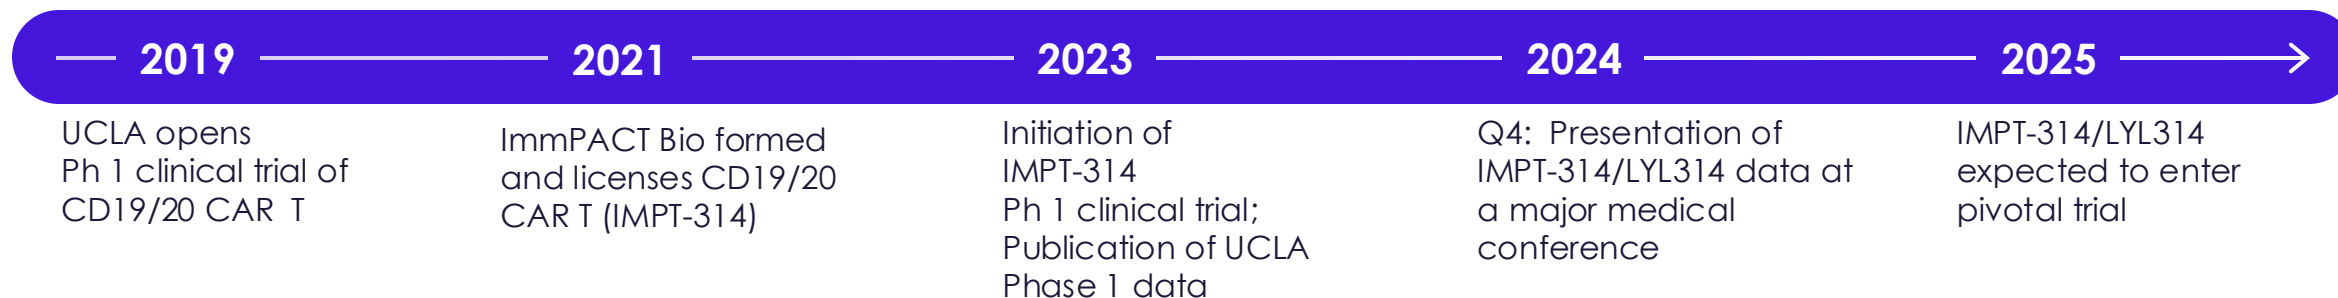 2019
2021
2023
2024
2025
UCLA opens
Ph 1 clinical trial of
CD19/20 CAR T
ImmPACT Bio formed
and licenses CD19/20
CAR T (IMPT-314)
Initiation of
IMPT-314
Ph 1 clinical trial;
Publication of UCLA
Phase 1 data
Q4: Presentation of
IMPT-314/LYL314 data at
a major medical
conference
IMPT-314/LYL314
expected to enter
pivotal trial